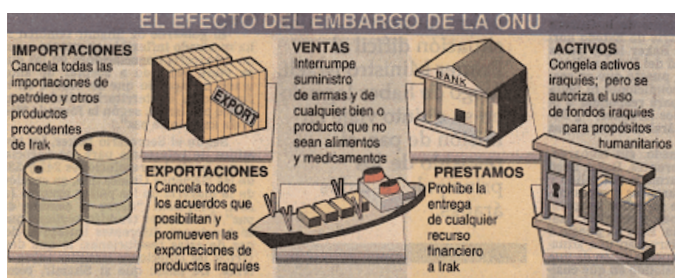 EL EFECTO DEL EMBARGO DE LA ONU
IMPORTACIONES
Cancela todas las
importaciones de
petróleo y otros
productos
procedentes
de Irak
EXPORT
EXPORTACIONES
Cancela todos
los acuerdos que
posibilitan y
promueven las
exportaciones de
productos iraquíes
VENTAS
Interrumpe
suministro
de armas y de
cualquier bien o
producto que no
sean alimentos
y medicamentos
BANK
PRESTAMOS
Prohíbe la
entrega
de cualquier
recurso
financiero
a Irak
ACTIVOS
Congela activos
iraquíes; pero se
autoriza el uso
de fondos iraquíes
para propósitos
humanitarios